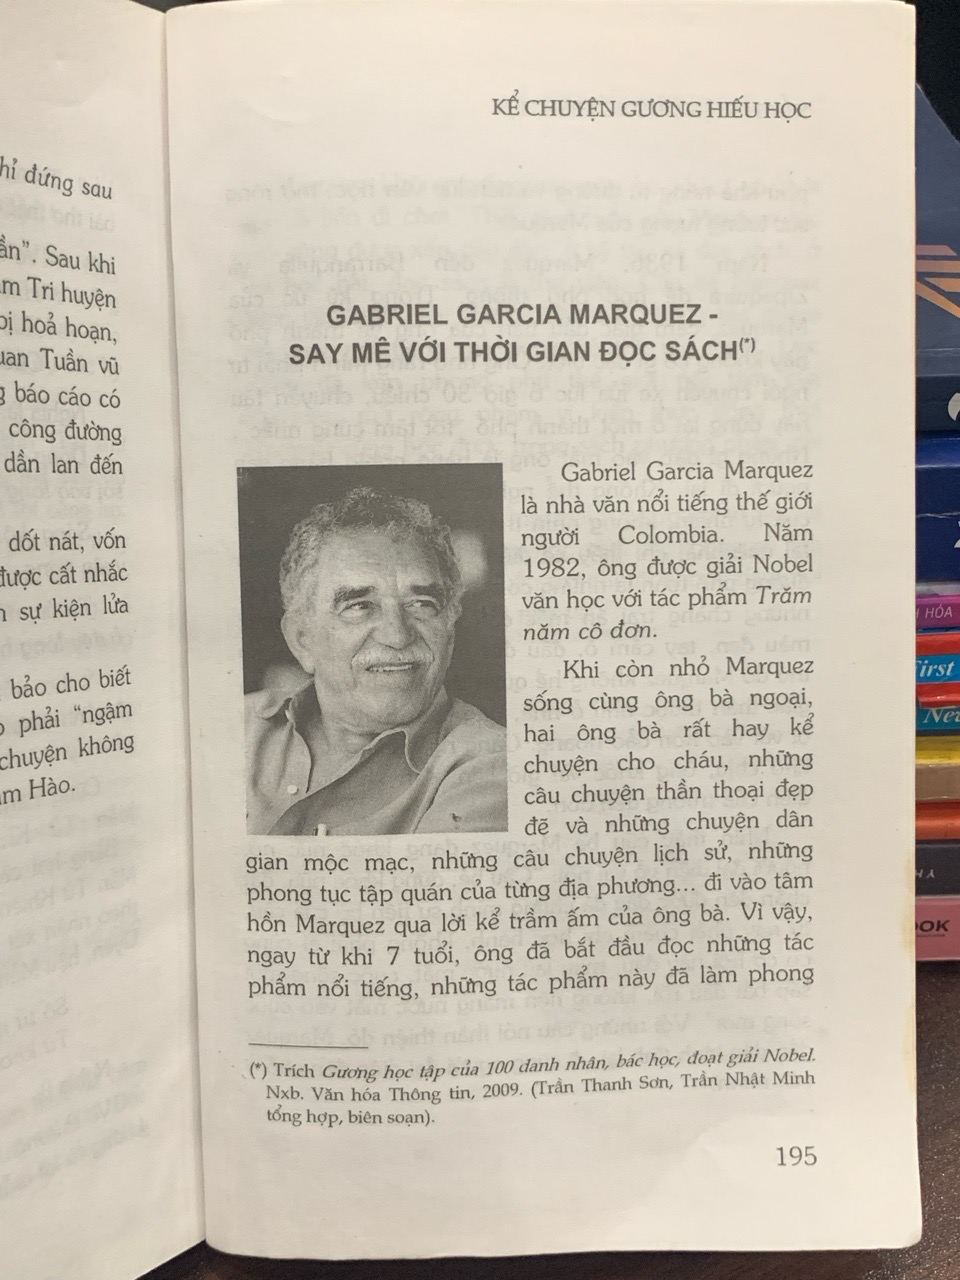 hỉ đứng sau
ần”. Sau khi
m Tri huyện
bị hoả hoạn,
uan Tuần vũ
g báo cáo có
công đường
dần lan đến
dốt nát, vốn
được cất nhắc
sự kiện lửa
bảo cho biết
phải “ngậm
chuyện không
m Hào.
KỂ CHUYỆN GƯƠNG HIẾU HỌC
GABRIEL GARCIA MARQUEZ -
SAY MÊ VỚI THỜI GIAN ĐỌC SÁCH(*)
Gabriel Garcia Marquez
là nhà văn nổi tiếng thế giới
người Colombia. Năm
1982, ông được giải Nobel
văn học với tác phẩm Trăm
năm cô đơn.
Khi còn nhỏ Marquez
sống cùng ông bà ngoại,
hai ông bà rất hay kể
chuyện cho cháu, những
câu chuyện thần thoại đẹp
đẽ và những chuyện dân
gian mộc mạc, những câu chuyện lịch sử, những
phong tục tập quán của từng địa phương... đi vào tâm
hồn Marquez qua lời kể trầm ấm của ông bà. Vì vậy,
ngay từ khi 7 tuổi, ông đã bắt đầu đọc những tác
phẩm nổi tiếng, những tác phẩm này đã làm phong
(*) Trích Gương học tập của 100 danh nhân, bác học, đoạt giải Nobel.
Nxb. Văn hóa Thông tin, 2009. (Trần Thanh Sơn, Trần Nhật Minh
tổng hợp, biên soạn).
195
HÓA
First
New
OOK